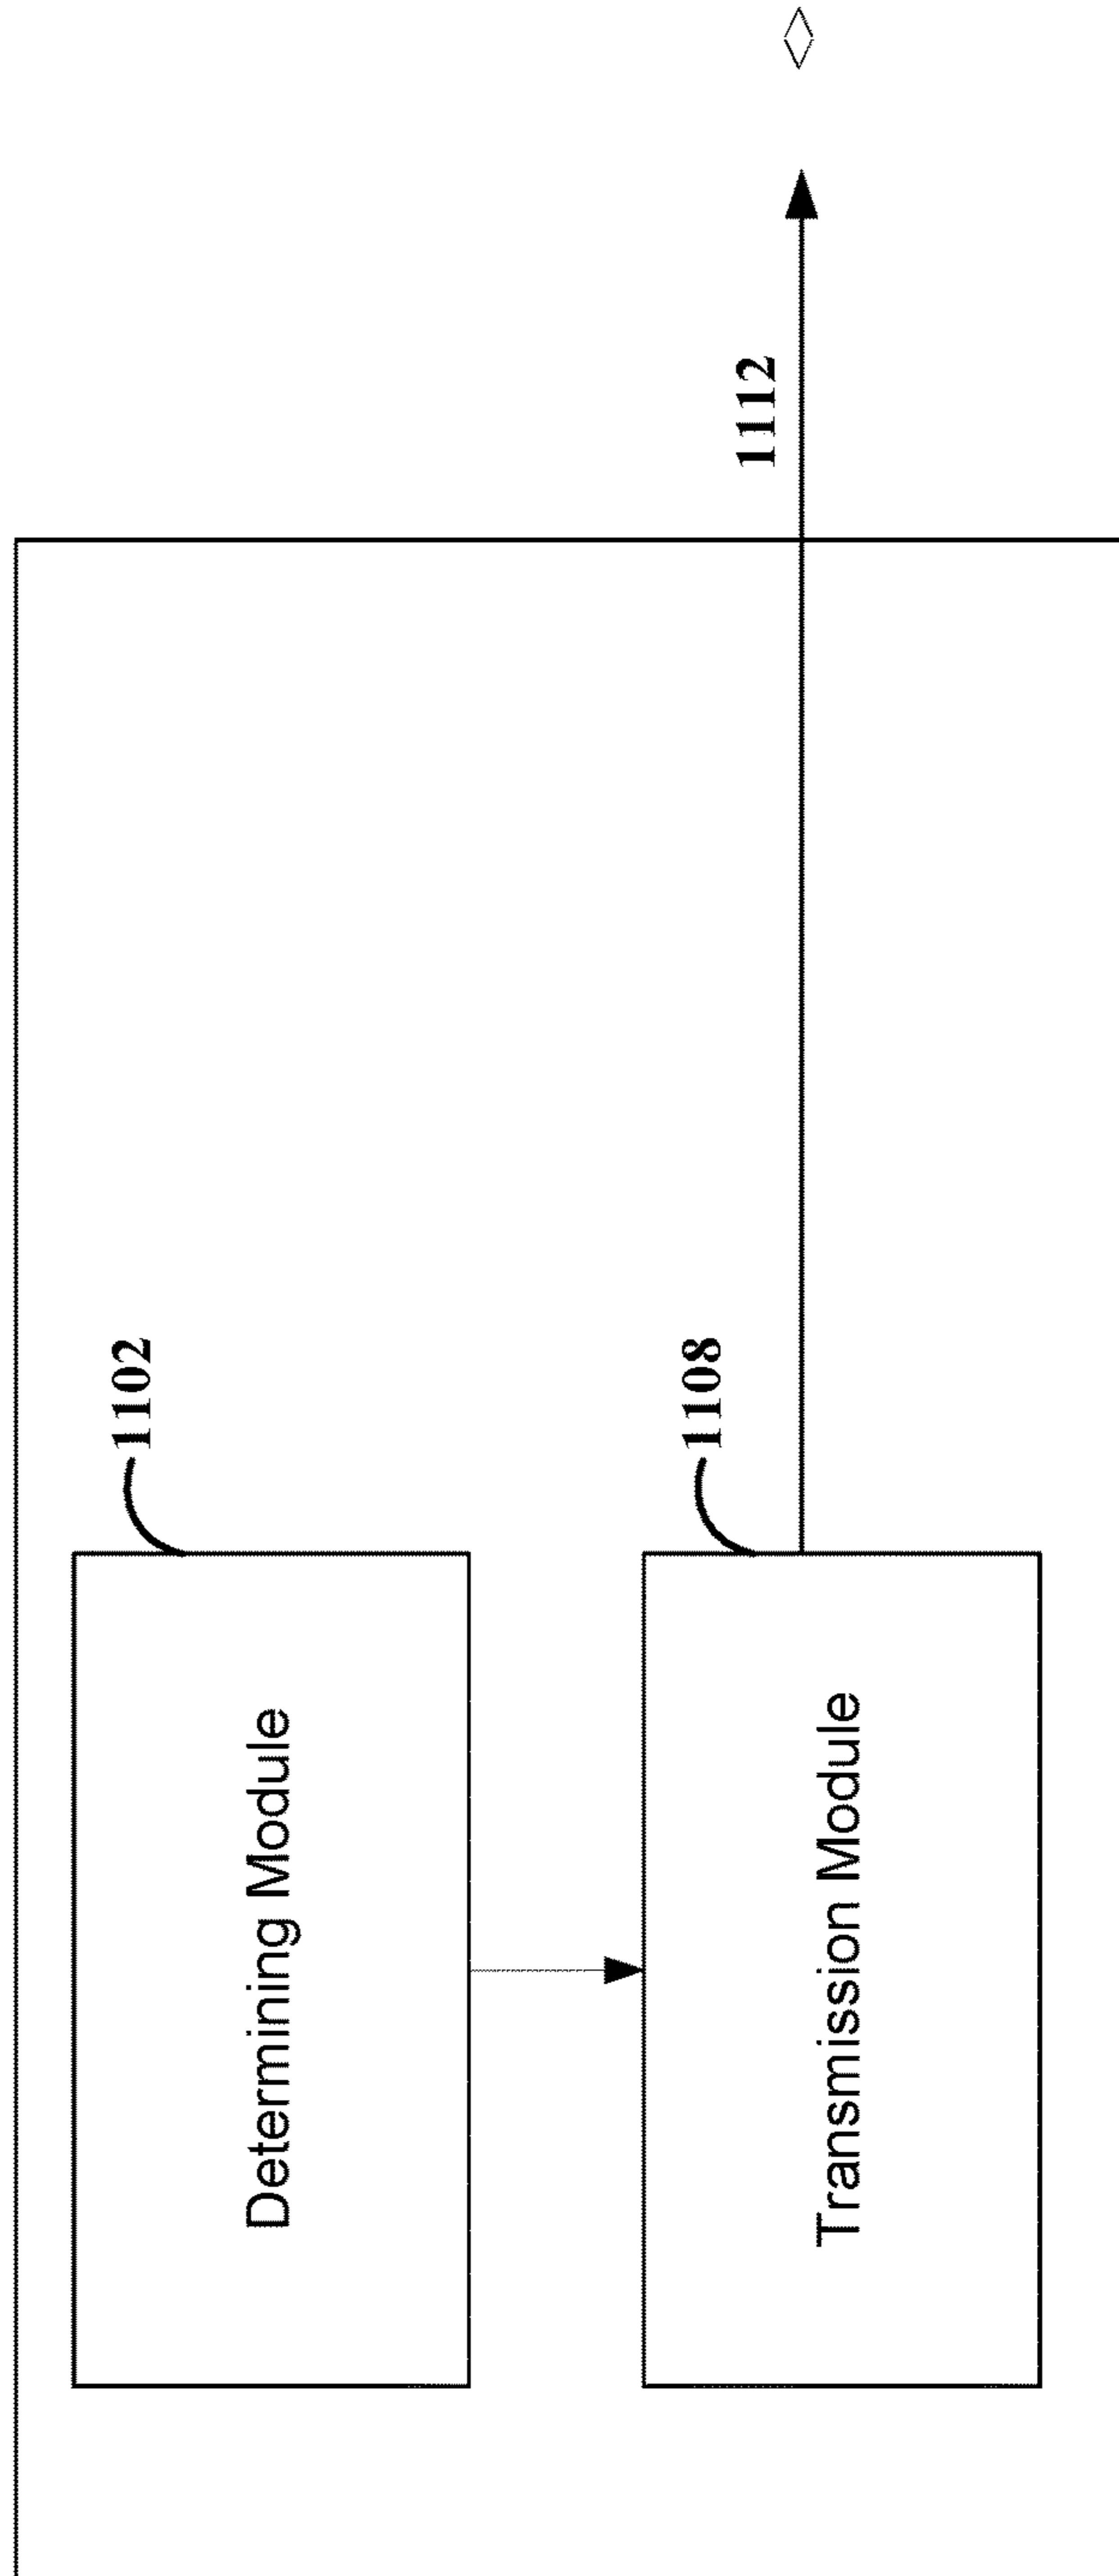 1112
1102
Determining Module
1108
Transmission Module